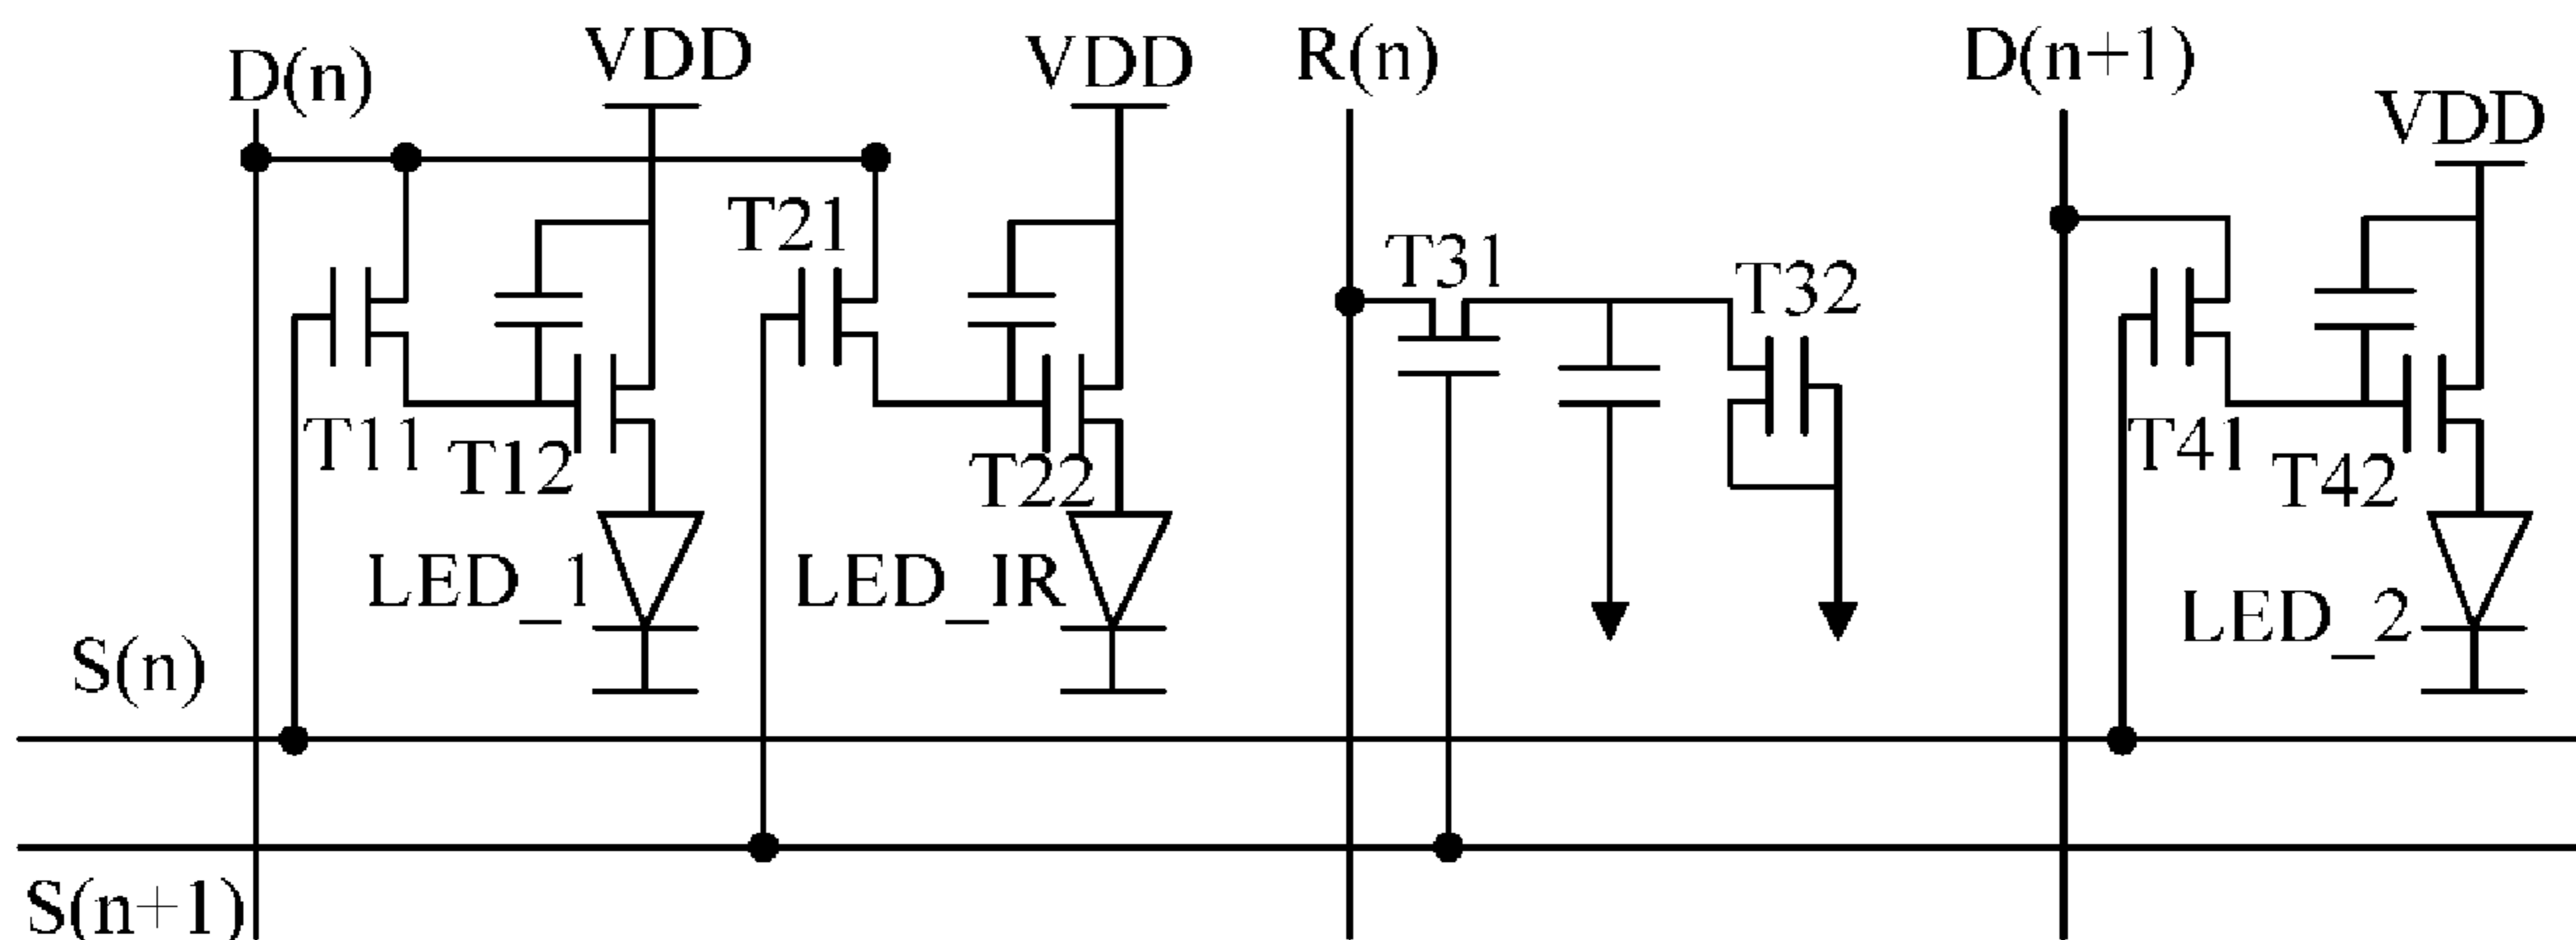 D(n)
VDD
VDD
R(n)
D(n+1)
VDD
T21
T31
T32
T11
T12
T22
T41
T42
LED_1
LED_IR
LED_2
S(n)
S(n+1)